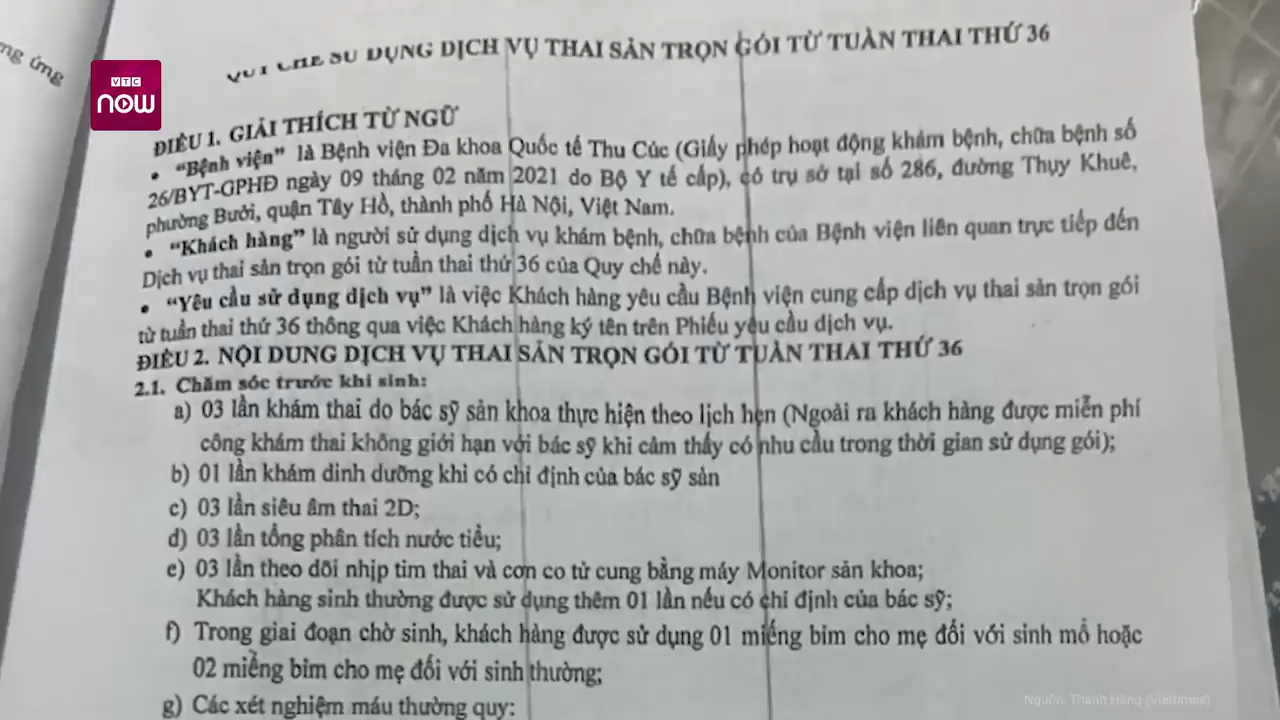 ng ứng
VTC
now
QUY CHẾ SỬ DỤNG DỊCH VỤ THAI SẢN TRỌN GÓI TỪ TUẦN THAI THỨ 36
ĐIỀU 1. GIẢI THÍCH TỪ NGỮ
• “Bệnh viện” là Bệnh viện Đa khoa Quốc tế Thu Cúc (Giấy phép hoạt động khám bệnh, chữa bệnh số
26/BYT-GPHĐ ngày 09 tháng 02 năm 2021 do Bộ Y tế cấp), có trụ sở tại số 286, đường Thụy Khuê,
phường Bưởi, quận Tây Hồ, thành phố Hà Nội, Việt Nam.
• “Khách hàng” là người sử dụng dịch vụ khám bệnh, chữa bệnh của Bệnh viện liên quan trực tiếp đến
Dịch vụ thai sản trọn gói từ tuần thai thứ 36 của Quy chế này.
• “Yêu cầu sử dụng dịch vụ” là việc Khách hàng yêu cầu Bệnh viện cung cấp dịch vụ thai sản trọn gói
từ tuần thai thứ 36 thông qua việc Khách hàng ký tên trên Phiếu yêu cầu dịch vụ.
ĐIỀU 2. NỘI DUNG DỊCH VỤ THAI SẢN TRỌN GÓI TỪ TUẦN THAI THỨ 36
2.1. Chăm sóc trước khi sinh:
a) 03 lần khám thai do bác sỹ sản khoa thực hiện theo lịch hẹn (Ngoài ra khách hàng được miễn phí
công khám thai không giới hạn với bác sỹ khi cảm thấy có nhu cầu trong thời gian sử dụng gói);
b) 01 lần khám dinh dưỡng khi có chỉ định của bác sỹ sản
c) 03 lần siêu âm thai 2D;
d) 03 lần tổng phân tích nước tiểu;
e) 03 lần theo dõi nhịp tim thai và cơn co tử cung bằng máy Monitor sản khoa;
Khách hàng sinh thường được sử dụng thêm 01 lần nếu có chỉ định của bác sỹ;
f) Trong giai đoạn chờ sinh, khách hàng được sử dụng 01 miếng bỉm cho mẹ đối với sinh mổ hoặc
02 miếng bỉm cho mẹ đối với sinh thường;
g) Các xét nghiệm máu thường quy:
Nguồn: Thanh Hằng (Viettimes)